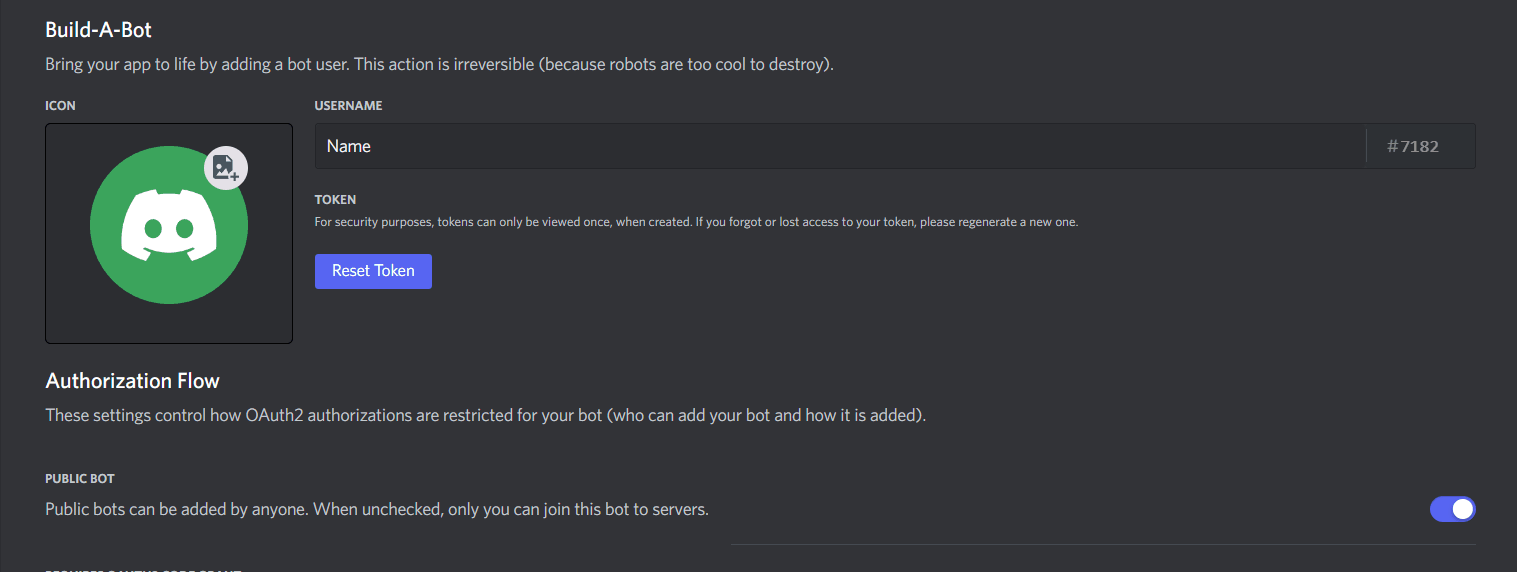 Build-A-Bot
Bring your app to life by adding a bot user. This action is irreversible (because robots are too cool to destroy).
ICON
USERNAME
Name
#7182
TOKEN
For security purposes, tokens can only be viewed once, when created. If you forgot or lost access to your token, please regenerate a new one.
Reset Token
Authorization Flow
These settings control how OAuth2 authorizations are restricted for your bot (who can add your bot and how it is added).
PUBLIC BOT
Public bots can be added by anyone. When unchecked, only you can join this bot to servers.